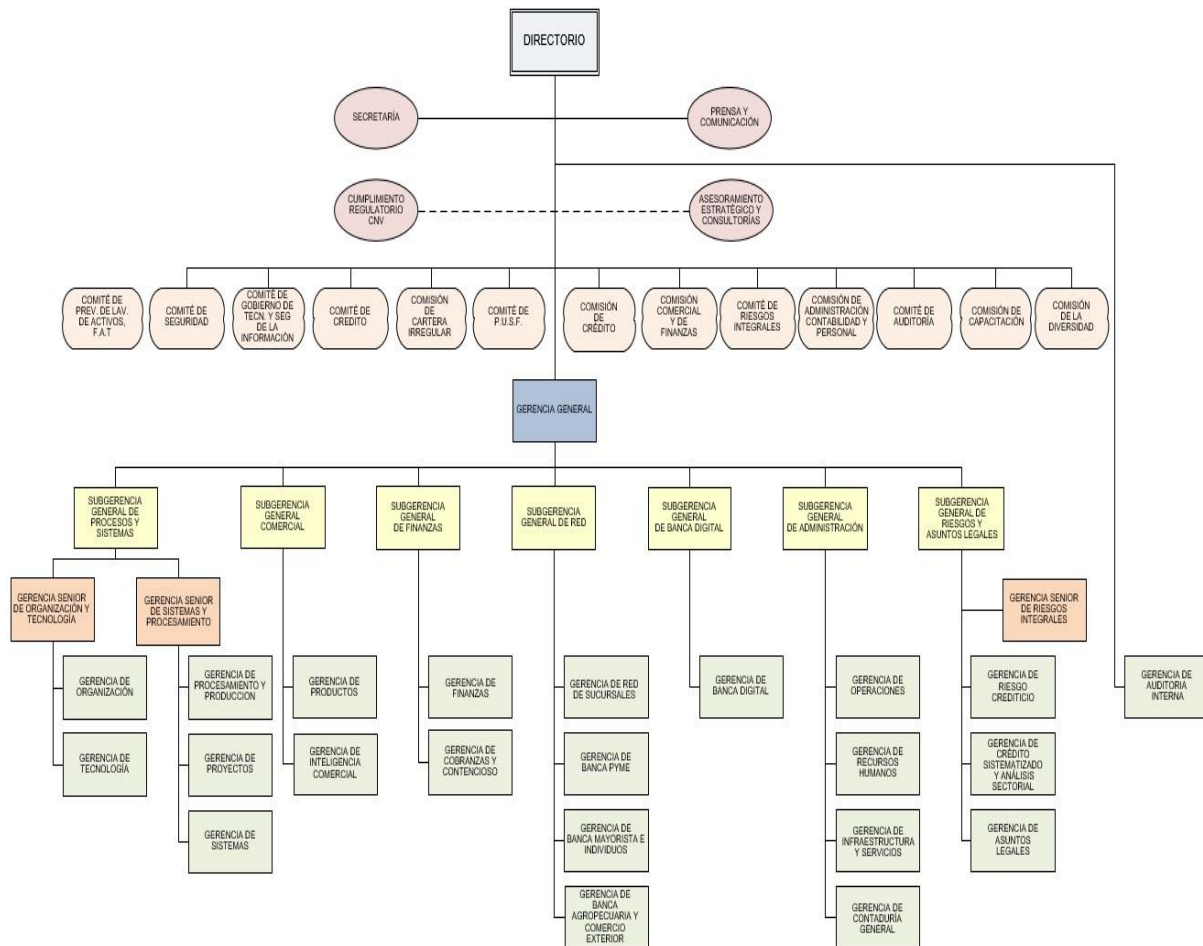 DIRECTORIO
SECRETARÍA
PRENSA Y
COMUNICACIÓN
CUMPLIMIENTO
REGULATORIO
CNV
ASESORAMIENTO
ESTRATÉGICO Y
CONSULTORÍAS
COMITÉ DE
PREV. DE LAV.
DE ACTIVOS,
F.A.T
COMITÉ DE
SEGURIDAD
COMITÉ DE
GOBIERNO DE
TECN. Y SEG
DE LA
INFORMACIÓN
COMITÉ DE
CREDITO
COMISIÓN
DE
CARTERA
IRREGULAR
COMITÉ DE
P.U.S.F.
COMISIÓN
DE
CRÉDITO
COMISIÓN
COMERCIAL
Y DE
FINANZAS
COMITÉ DE
RIESGOS
INTEGRALES
COMISIÓN DE
ADMINISTRACIÓN
CONTABILIDAD Y
PERSONAL
COMITÉ DE
AUDITORÍA
COMISIÓN DE
CAPACITACIÓN
COMISIÓN
DE LA
DIVERSIDAD
GERENCIA GENERAL
SUBGERENCIA
GENERAL DE
PROCESOS Y
SISTEMAS
SUBGERENCIA
GENERAL
COMERCIAL
SUBGERENCIA
GENERAL
DE FINANZAS
SUBGERENCIA
GENERAL DE RED
SUBGERENCIA
GENERAL
DE BANCA DIGITAL
SUBGERENCIA
GENERAL
DE ADMINISTRACIÓN
SUBGERENCIA
GENERAL DE
RIESGOS Y
ASUNTOS LEGALES
GERENCIA SENIOR
DE ORGANIZACIÓN Y
TECNOLOGÍA
GERENCIA SENIOR
DE SISTEMAS Y
PROCESAMIENTO
GERENCIA SENIOR
DE RIESGOS
INTEGRALES
GERENCIA DE
ORGANIZACIÓN
GERENCIA DE
PROCESAMIENTO Y
PRODUCCION
GERENCIA DE
PRODUCTOS
GERENCIA DE
FINANZAS
GERENCIA DE RED
DE SUCURSALES
GERENCIA DE
BANCA DIGITAL
GERENCIA DE
OPERACIONES
GERENCIA DE
RIESGO
CREDITICIO
GERENCIA DE
AUDITORIA
INTERNA
GERENCIA DE
TECNOLOGÍA
GERENCIA DE
PROYECTOS
GERENCIA DE
INTELIGENCIA
COMERCIAL
GERENCIA DE
COBRANZAS Y
CONTENCIOSO
GERENCIA DE
BANCA PYME
GERENCIA DE
RECURSOS
HUMANOS
GERENCIA DE
CRÉDITO
SISTEMATIZADO
Y ANÁLISIS
SECTORIAL
GERENCIA DE
SISTEMAS
GERENCIA DE
BANCA MAYORISTA E
INDIVIDUOS
GERENCIA DE
INFRAESTRUCTURA
Y SERVICIOS
GERENCIA DE
ASUNTOS
LEGALES
GERENCIA DE
BANCA
AGROPECUARIA Y
COMERCIO
EXTERIOR
GERENCIA DE
CONTADURÍA
GENERAL